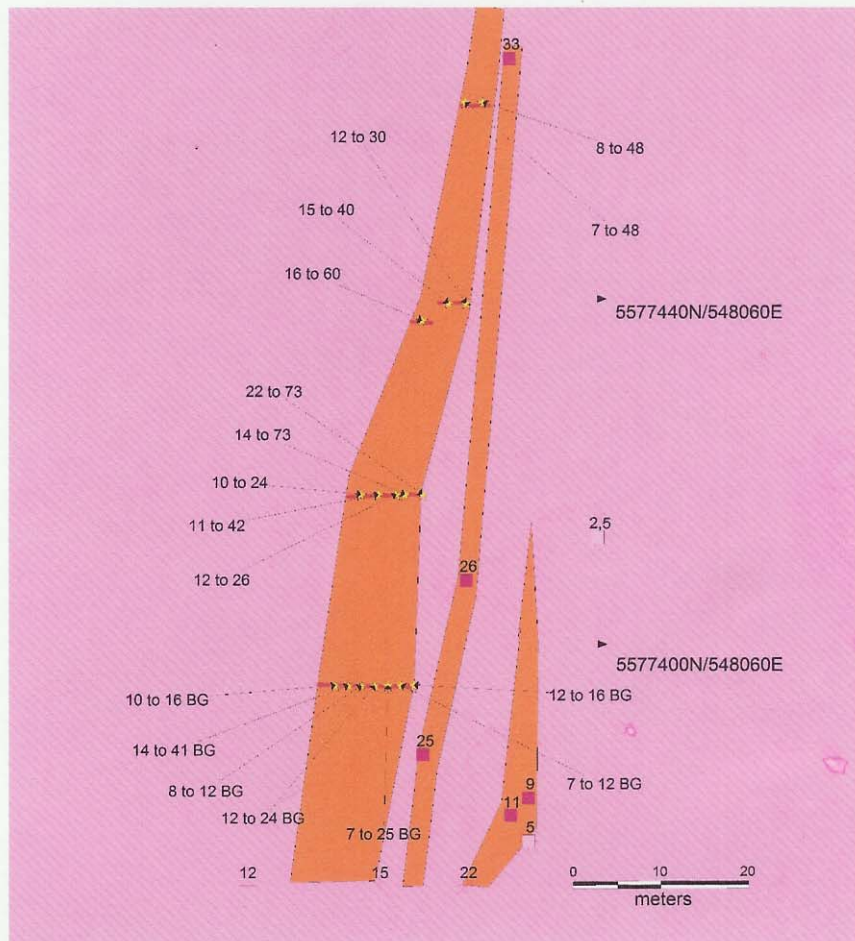 33
12 to 30
8 to 48
15 to 40
7 to 48
16 to 60
5577440N/548060E
22 to 73
14 to 73
10 to 24
11 to 42
2,5
12 to 26
26
5577400N/548060E
10 to 16 BG
12 to 16 BG
14 to 41 BG
25
8 to 12 BG
7 to 12 BG
9
11
12 to 24 BG
7 to 25 BG
5
12
15
22
0 10 20
meters